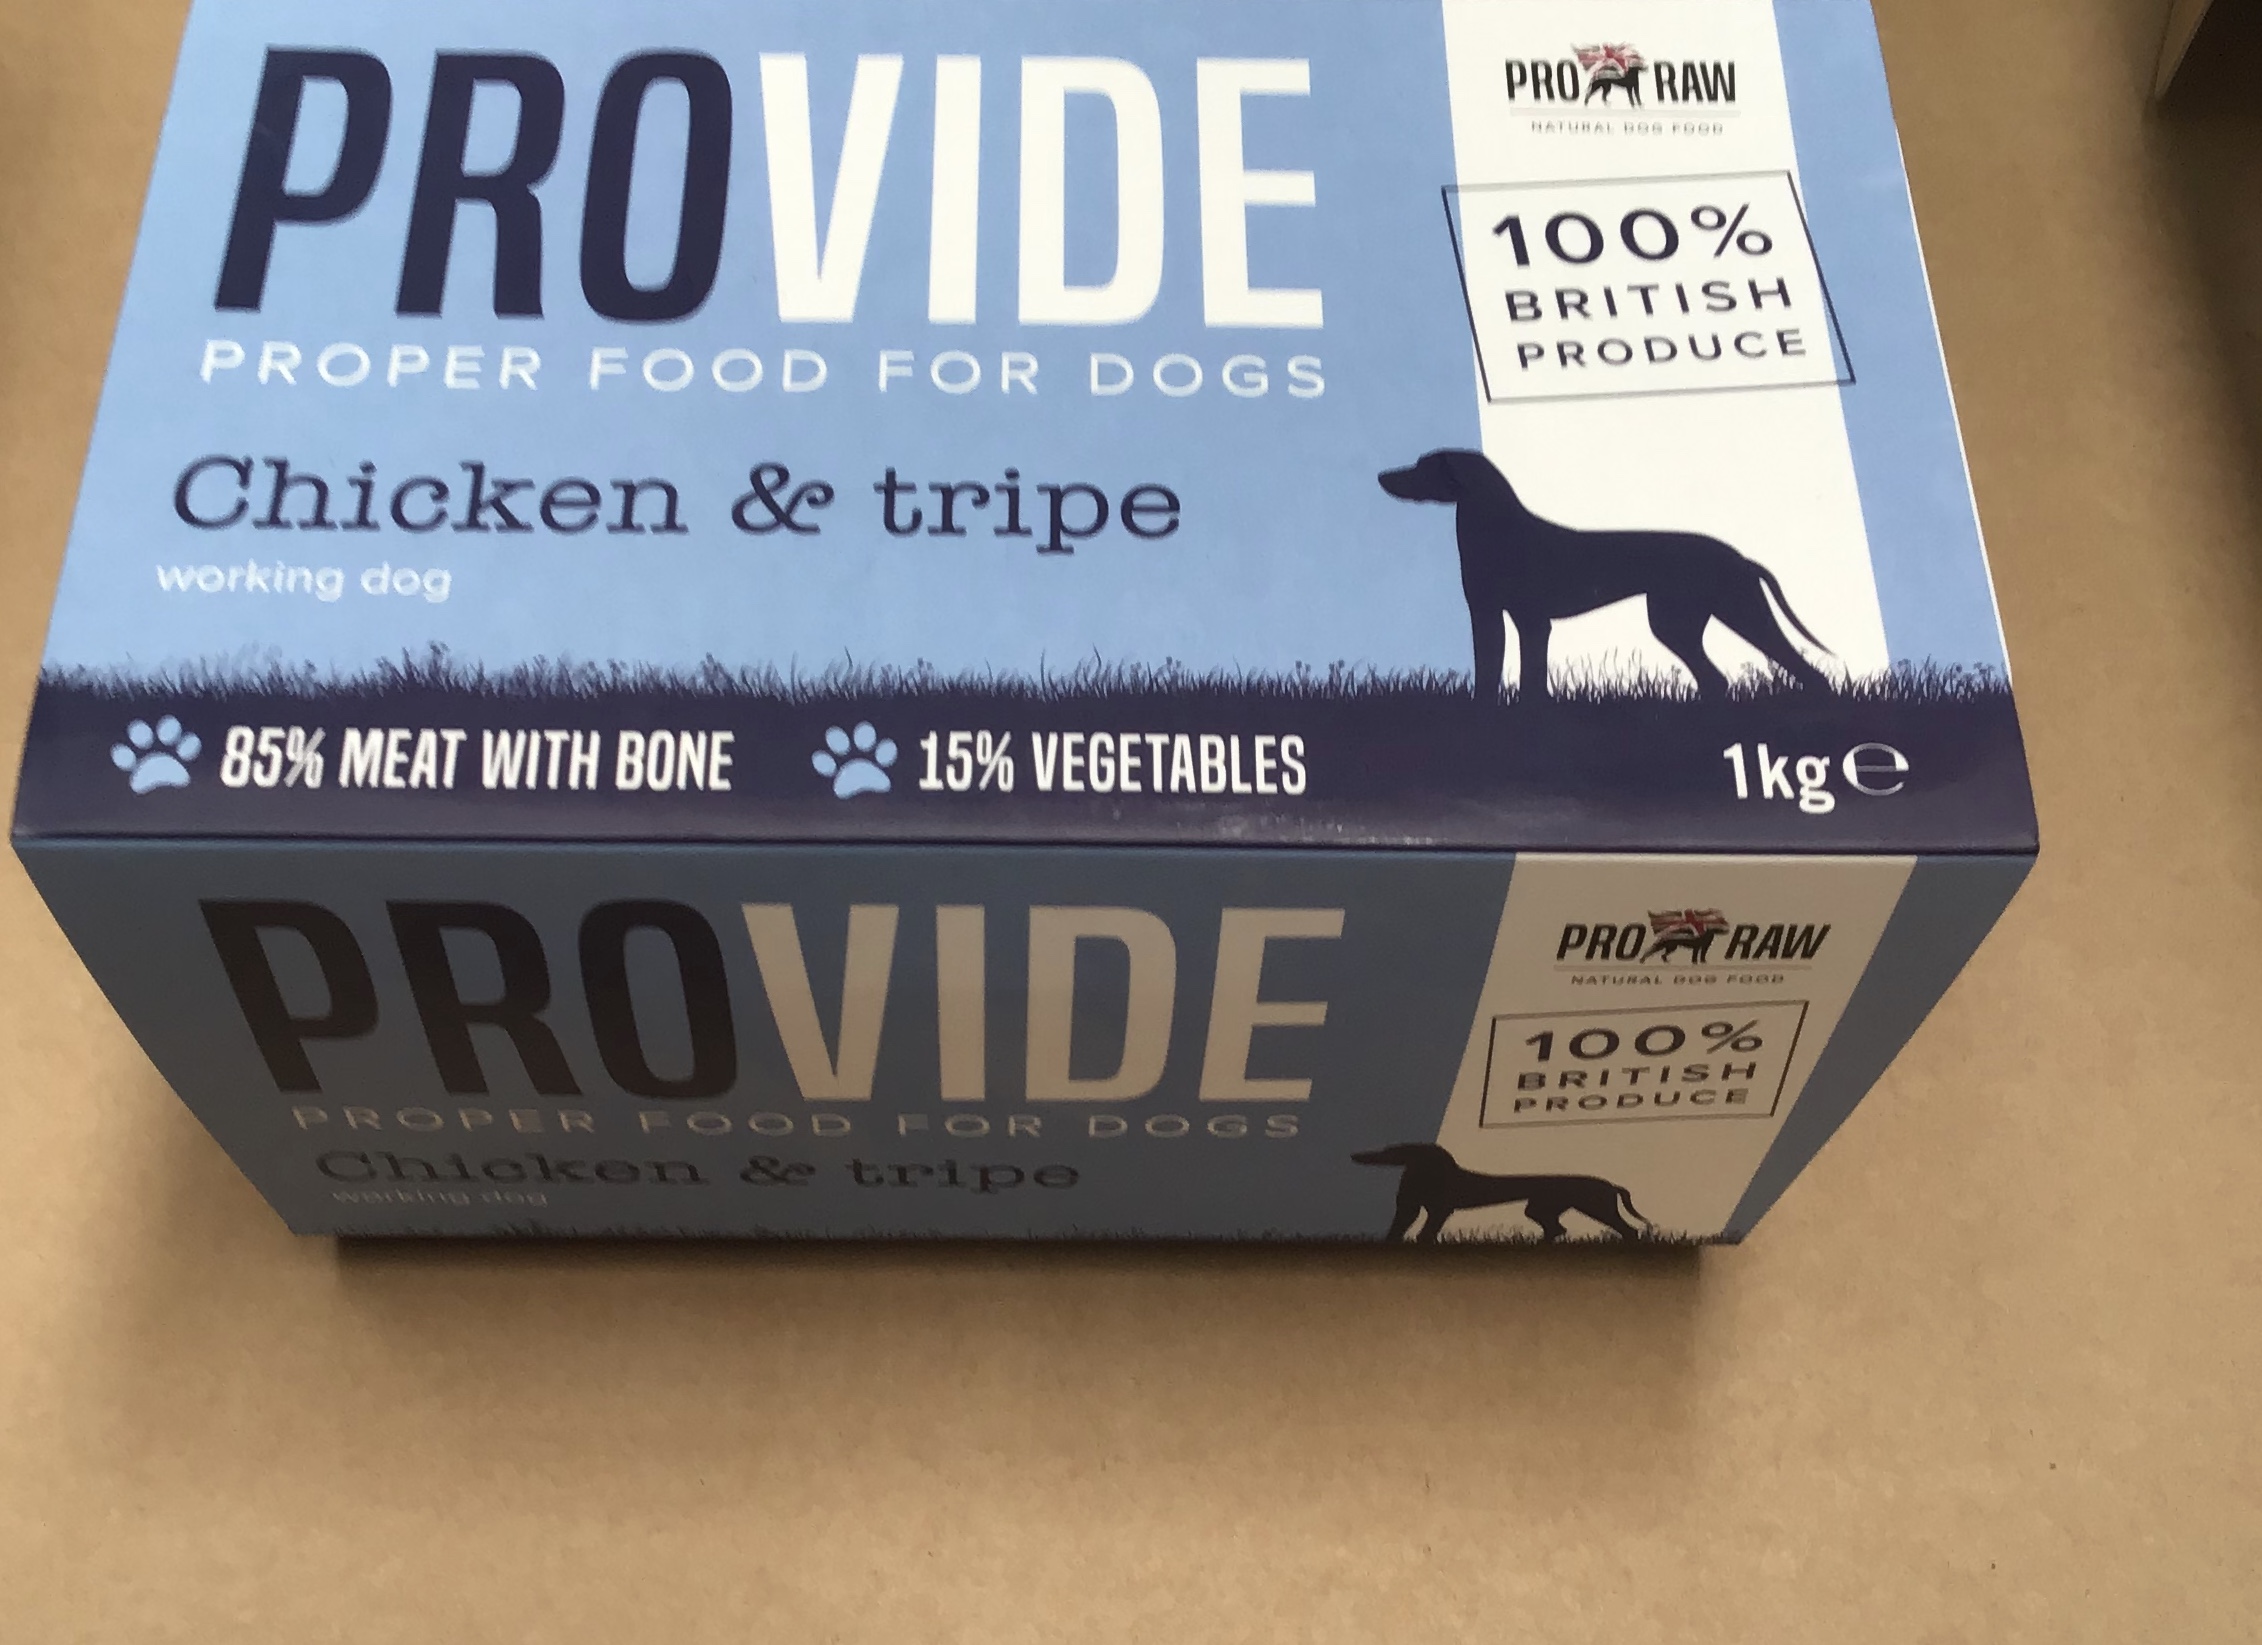 PROVIDE
PROPER FOOD FOR DOGS
Chicken & tripe
working dog
PRO RAW
NATURAL DOG FOOD
100%
BRITISH
PRODUCE
85% MEAT WITH BONE
15% VEGETABLES
1kg ℮
PROVIDE
PROPER FOOD FOR DOGS
Chicken & tripe
working dog
PRO RAW
NATURAL DOG FOOD
100%
BRITISH
PRODUCE